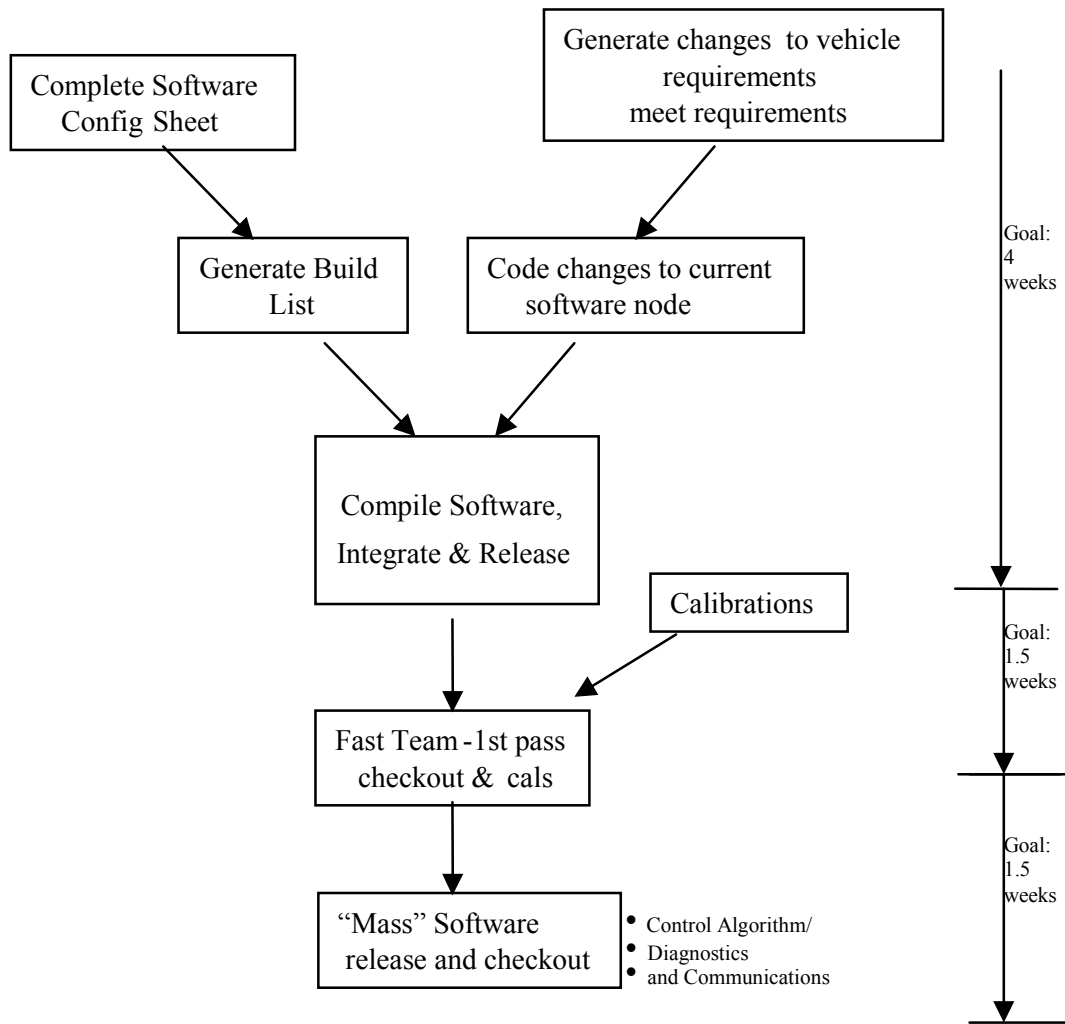 Complete Software
Config Sheet
Generate changes to vehicle
requirements
meet requirements
Generate Build
List
Code changes to current
software node
Goal:
4
weeks
Compile Software,
Integrate & Release
Calibrations
Goal:
1.5
weeks
Fast Team -1st pass
checkout & cals
Goal:
1.5
weeks
“Mass” Software
release and checkout
• Control Algorithm/
• Diagnostics
• and Communications